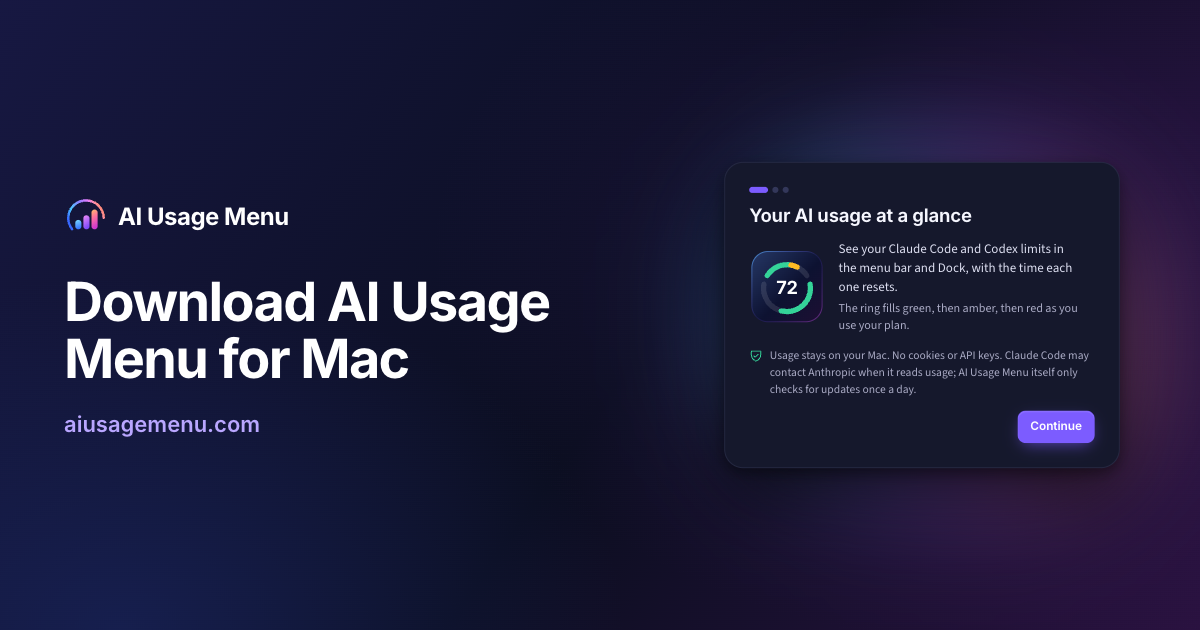 AI Usage Menu
Download AI Usage
Menu for Mac
aiusagemenu.com
Your AI usage at a glance
72
See your Claude Code and Codex limits in
the menu bar and Dock, with the time each
one resets.
The ring fills green, then amber, then red as you
use your plan.
Usage stays on your Mac. No cookies or API keys. Claude Code may
contact Anthropic when it reads usage; AI Usage Menu itself only
checks for updates once a day.
Continue